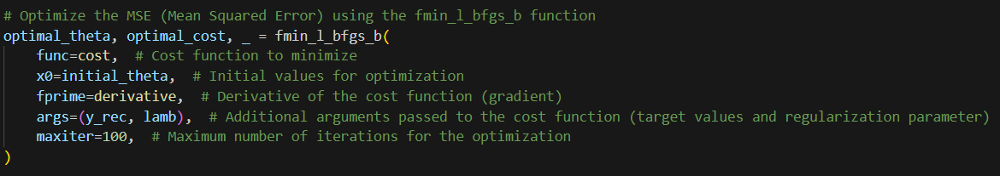 # Optimize the MSE (Mean Squared Error) using the fmin_l_bfgs_b function
optimal_theta, optimal_cost, _ = fmin_l_bfgs_b(
    func=cost,  # Cost function to minimize
    x0=initial_theta,  # Initial values for optimization
    fprime=derivative,  # Derivative of the cost function (gradient)
    args=(y_rec, lamb),  # Additional arguments passed to the cost function (target values and regularization parameter)
    maxiter=100,  # Maximum number of iterations for the optimization
)